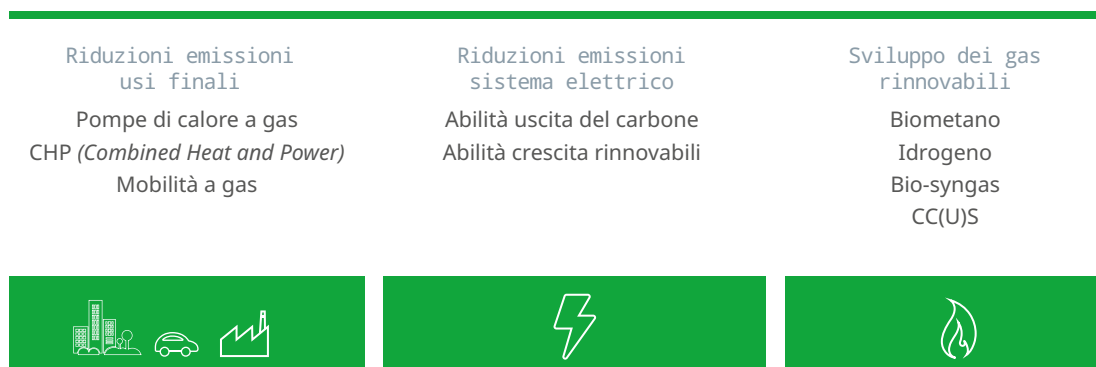 Riduzioni emissioni
usi finali
Pompe di calore a gas
CHP (Combined Heat and Power)
Mobilità a gas
Riduzioni emissioni
sistema elettrico
Abilità uscita del carbone
Abilità crescita rinnovabili
Sviluppo dei gas
rinnovabili
Biometano
Idrogeno
Bio-syngas
CC(U)S